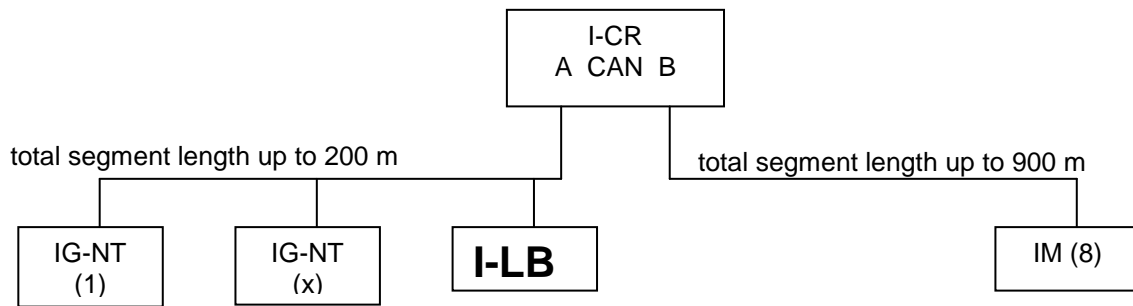 I-CR
A CAN B
total segment length up to 200 m
total segment length up to 900 m
IG-NT
(1)
IG-NT
(x)
I-LB
IM (8)